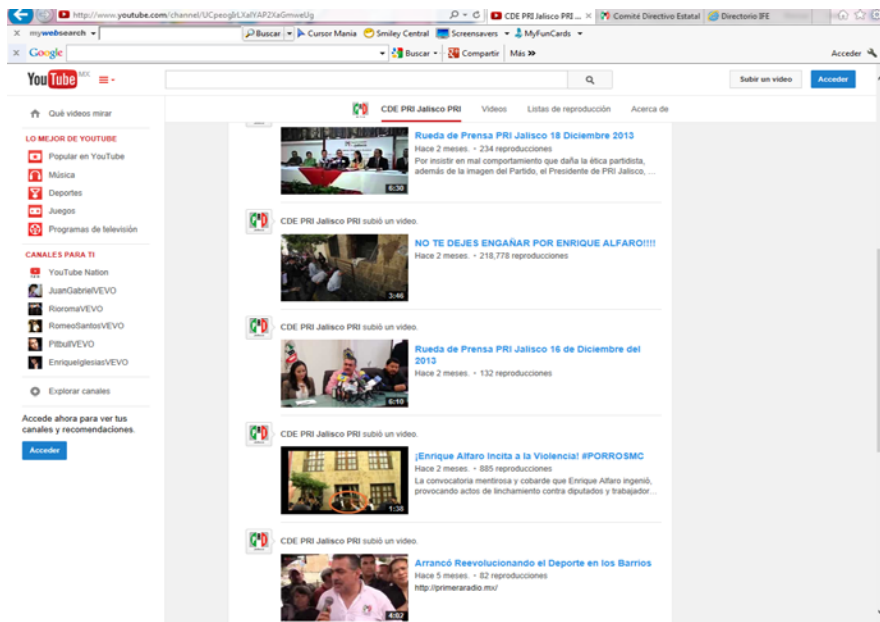 http://www.youtube.com/channel/UCpeogIrLXaIYAP2XaGmweUg
CDE PRI Jalisco PRI ...
Comité Directivo Estatal
Directorio IFE
mywebsearch
Buscar
Cursor Mania
Smiley Central
Screensavers
MyFunCards
Google
Buscar
Compartir
Más »
Acceder
YouTube MX
Subir un video
Acceder
CDE PRI Jalisco PRI
Videos
Listas de reproducción
Acerca de
Qué videos mirar
LO MEJOR DE YOUTUBE
Popular en YouTube
Música
Deportes
Juegos
Programas de televisión
CANALES PARA TI
YouTube Nation
JuanGabrielVEVO
RioromaVEVO
RomeoSantosVEVO
PitbullVEVO
EnriqueIglesiasVEVO
Explorar canales
Accede ahora para ver tus
canales y recomendaciones.
Acceder
Rueda de Prensa PRI Jalisco 18 Diciembre 2013
Hace 2 meses. • 234 reproducciones
Por insistir en mal comportamiento que daña la ética partidista,
además de la imagen del Partido, el Presidente de PRI Jalisco, ...
6:30
CDE PRI Jalisco PRI subió un video.
NO TE DEJES ENGAÑAR POR ENRIQUE ALFARO!!!!
Hace 2 meses. • 218,778 reproducciones
3:46
CDE PRI Jalisco PRI subió un video.
Rueda de Prensa PRI Jalisco 16 de Diciembre del
2013
Hace 2 meses. • 132 reproducciones
6:10
CDE PRI Jalisco PRI subió un video.
¡Enrique Alfaro Incita a la Violencia! #PORROSMC
Hace 2 meses. • 885 reproducciones
La convocatoria mentirosa y cobarde que Enrique Alfaro ingenió,
provocando actos de linchamiento contra diputados y trabajador...
1:38
CDE PRI Jalisco PRI subió un video.
Arrancó Reevolucionando el Deporte en los Barrios
Hace 5 meses. • 82 reproducciones
http://primeraradio.mx/
4:02